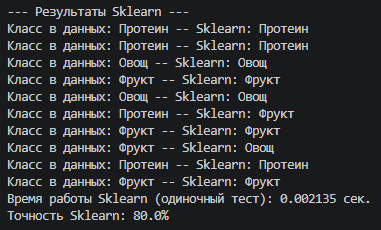 --- Результаты Sklearn ---
Класс в данных: Протеин -- Sklearn: Протеин
Класс в данных: Протеин -- Sklearn: Протеин
Класс в данных: Овощ -- Sklearn: Овощ
Класс в данных: Фрукт -- Sklearn: Фрукт
Класс в данных: Овощ -- Sklearn: Овощ
Класс в данных: Протеин -- Sklearn: Фрукт
Класс в данных: Фрукт -- Sklearn: Фрукт
Класс в данных: Фрукт -- Sklearn: Овощ
Класс в данных: Протеин -- Sklearn: Протеин
Класс в данных: Фрукт -- Sklearn: Фрукт
Время работы Sklearn (одиночный тест): 0.002135 сек.
Точность Sklearn: 80.0%